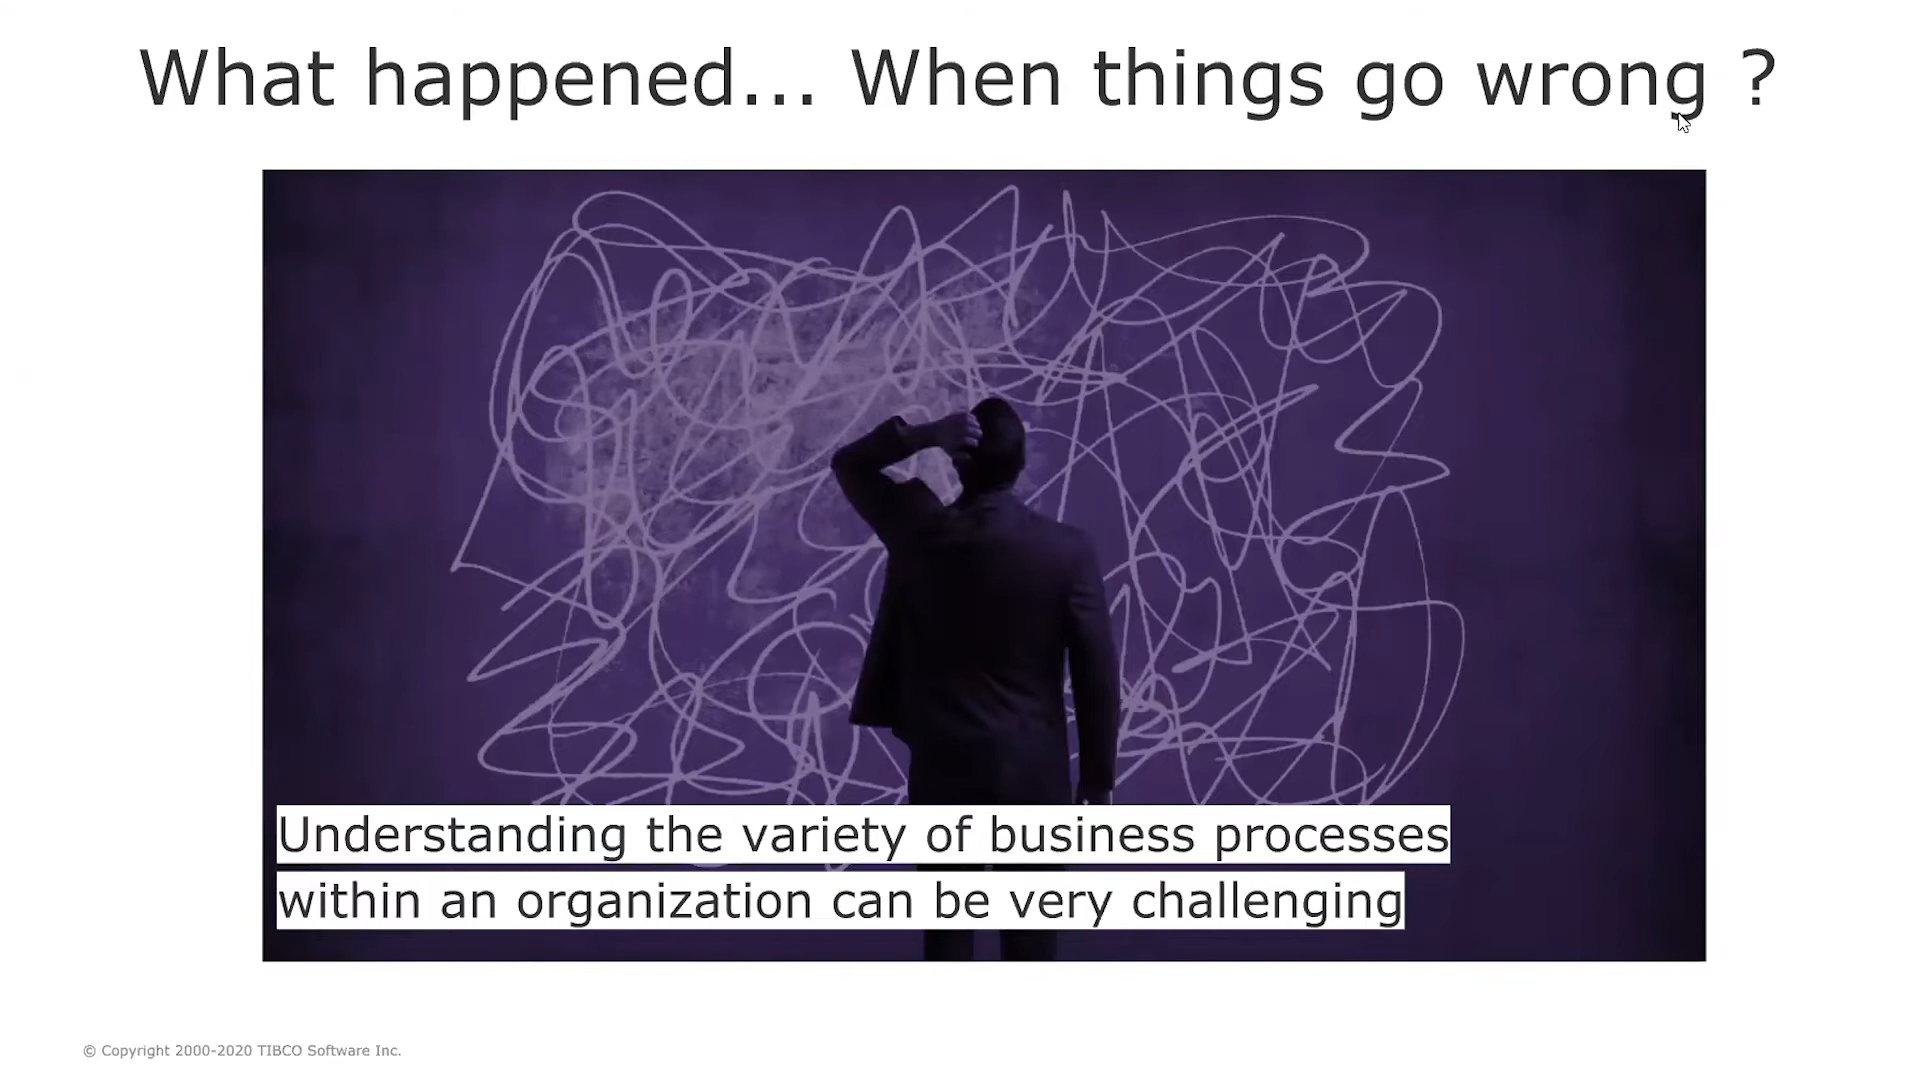 What happened... When things go wrong ?
Understanding the variety of business processes
within an organization can be very challenging
© Copyright 2000-2020 TIBCO Software Inc.